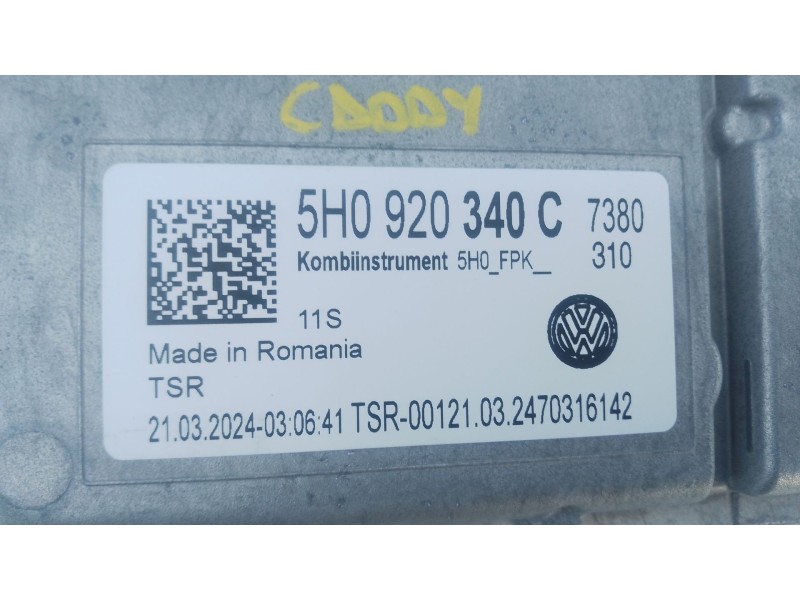 CADDY
5H0 920 340 C 7380
Kombiinstrument 5H0_FPK__ 310
11S
Made in Romania
TSR
21.03.2024-03:06:41 TSR-00121.03.2470316142